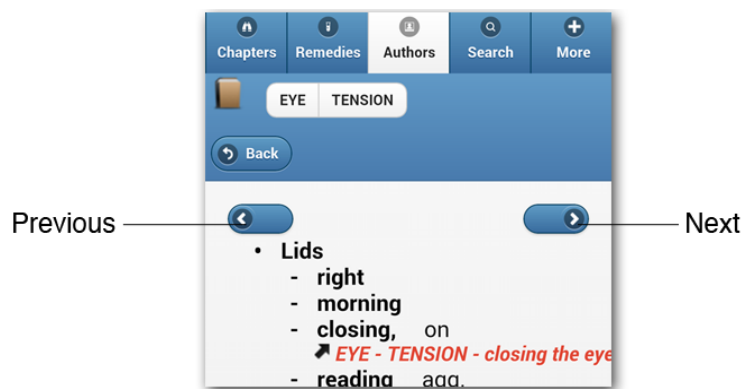 Chapters Remedies Authors Search More
EYE TENSION
Back
Previous Next
• Lids
- right
- morning
- closing, on
EYE - TENSION - closing the eye
- reading agg.